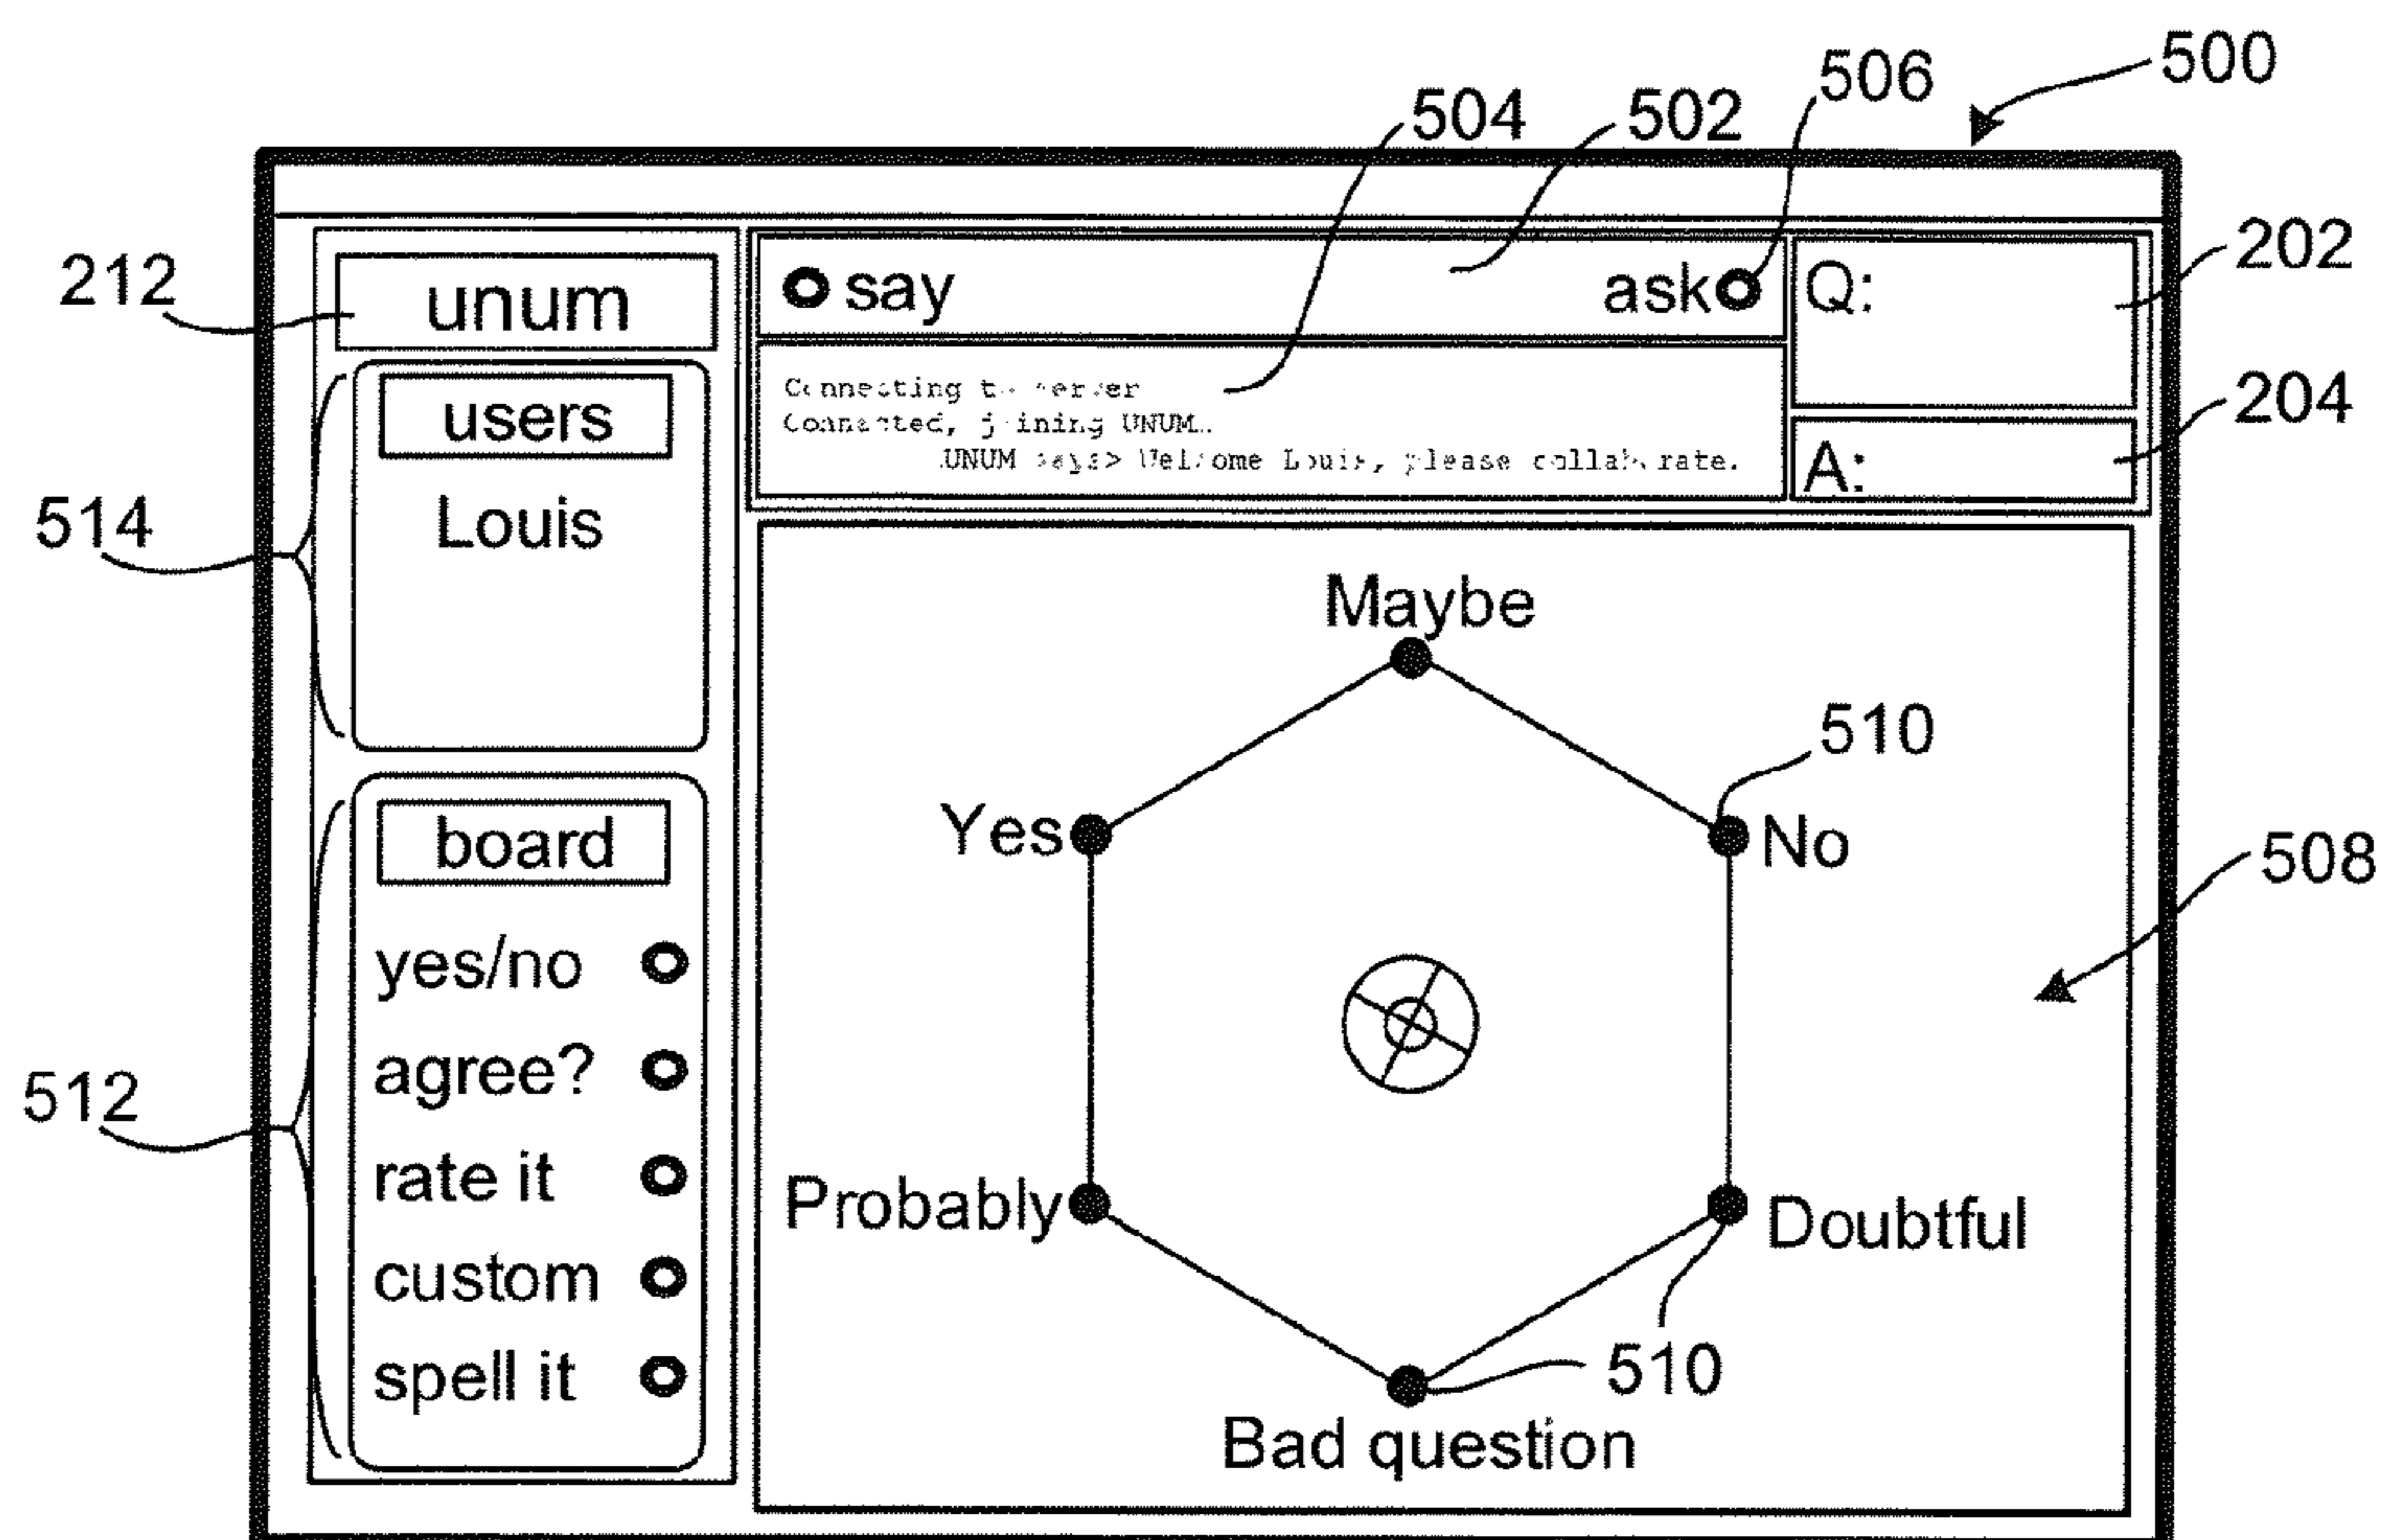 500
506
504
502
202
212
unum
say
ask
Q:
Connecting to server
Connected, joining UNUM..
UNUM says> Welcome Louis, please collaborate.
204
A:
users
514
Louis
Maybe
510
Yes
No
508
board
yes/no
agree?
512
rate it
Probably
Doubtful
custom
510
spell it
Bad question